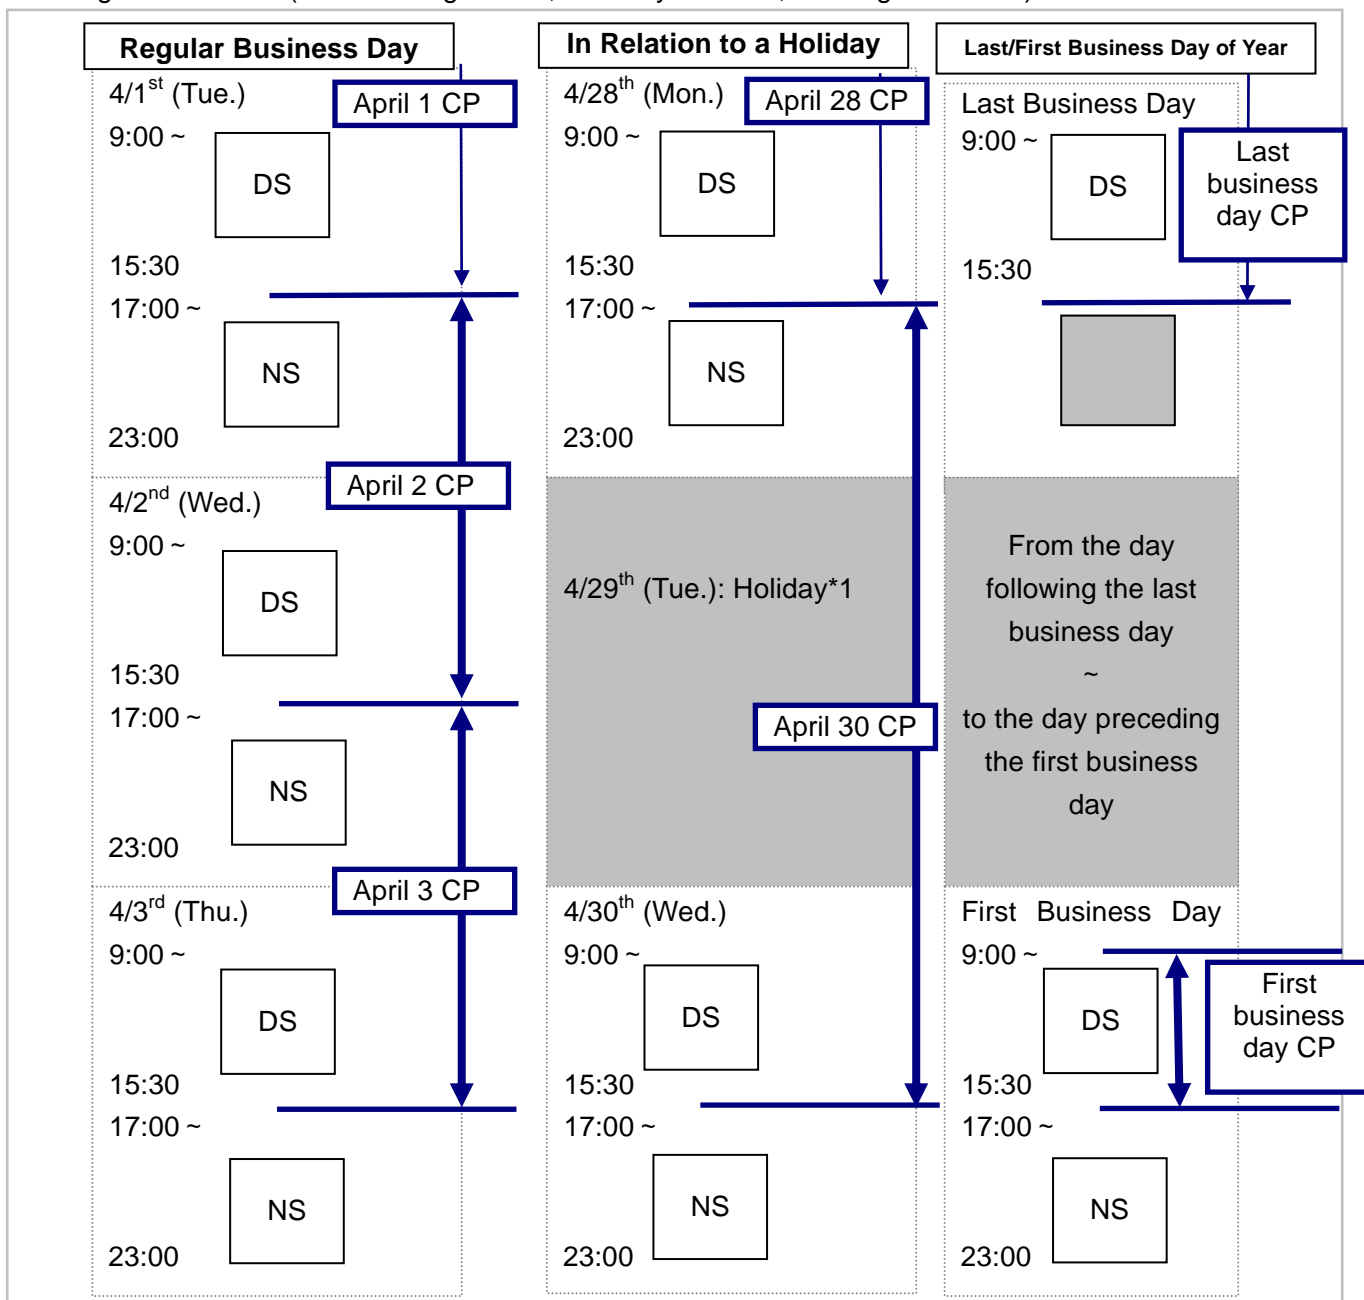 Regular Business Day
4/1st (Tue.)
April 1 CP
9:00 ~
DS
15:30
17:00 ~
NS
23:00
April 2 CP
4/2nd (Wed.)
9:00 ~
DS
15:30
17:00 ~
NS
23:00
April 3 CP
4/3rd (Thu.)
9:00 ~
DS
15:30
17:00 ~
NS
23:00
In Relation to a Holiday
4/28th (Mon.)
April 28 CP
9:00 ~
DS
15:30
17:00 ~
NS
23:00
4/29th (Tue.): Holiday*1
April 30 CP
4/30th (Wed.)
9:00 ~
DS
15:30
17:00 ~
NS
23:00
Last/First Business Day of Year
Last Business Day
9:00 ~
DS
Last
business
day CP
15:30
From the day
following the last
business day
~
to the day preceding
the first business
day
First Business Day
9:00 ~
DS
First
business
day CP
15:30
17:00 ~
NS
23:00